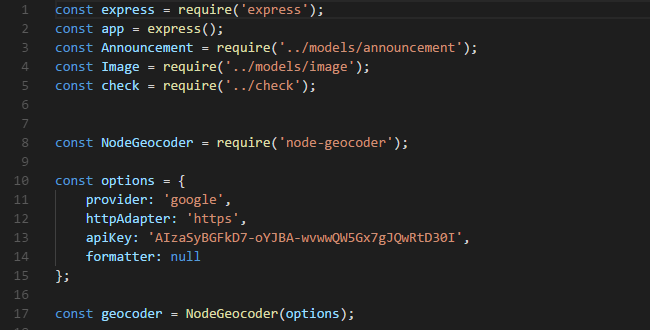 1 const express = require('express');
2 const app = express();
3 const Announcement = require('../models/announcement');
4 const Image = require('../models/image');
5 const check = require('../check');
6
7
8 const NodeGeocoder = require('node-geocoder');
9
10 const options = {
11 provider: 'google',
12 httpAdapter: 'https',
13 apiKey: 'AIzaSyBGFkD7-oYJBA-wvwwQW5Gx7gJQwRtD30I',
14 formatter: null
15 };
16
17 const geocoder = NodeGeocoder(options);